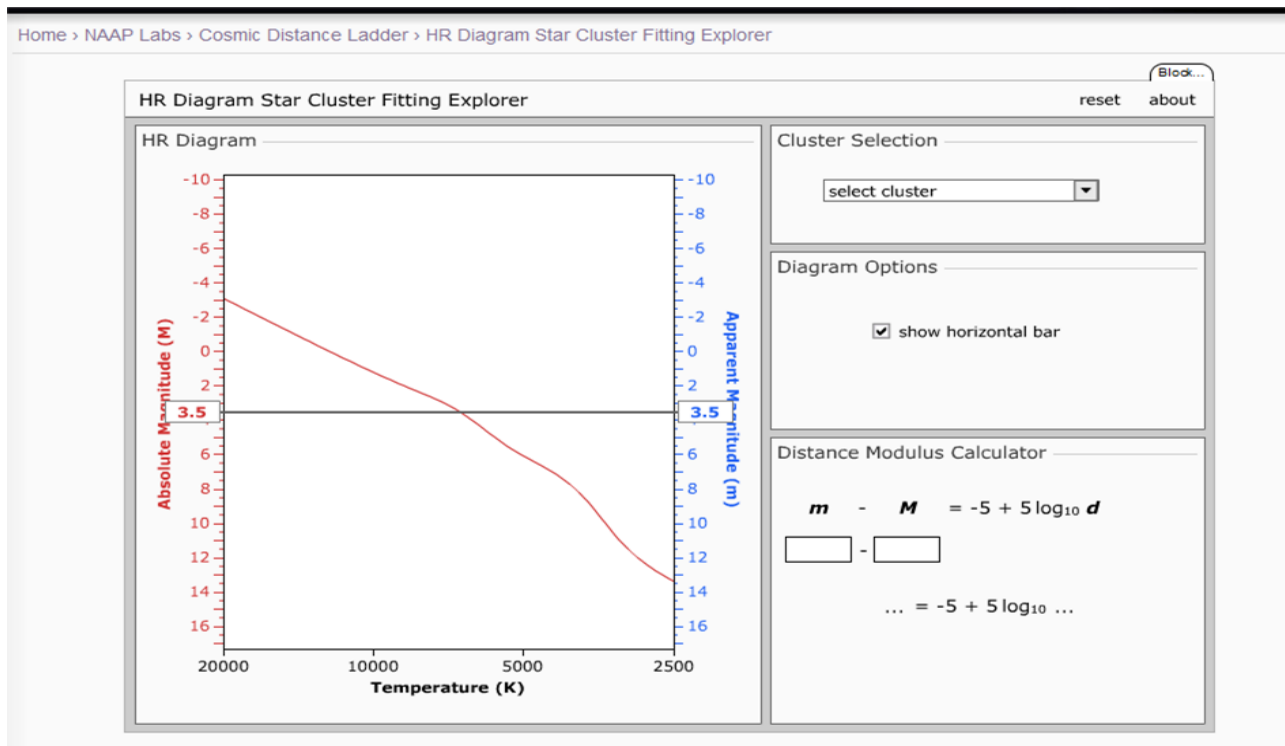 Home › NAAP Labs › Cosmic Distance Ladder › HR Diagram Star Cluster Fitting Explorer
Block...
HR Diagram Star Cluster Fitting Explorer
reset
about
HR Diagram
-10
-8
-6
-4
-2
0
2
3.5
6
8
10
12
14
16
Absolute Magnitude (M)
-10
-8
-6
-4
-2
0
2
3.5
6
8
10
12
14
16
Apparent Magnitude (m)
20000
10000
5000
2500
Temperature (K)
Cluster Selection
select cluster
Diagram Options
show horizontal bar
Distance Modulus Calculator
m - M = -5 + 5 log₁₀ d
-
... = -5 + 5 log₁₀ ...